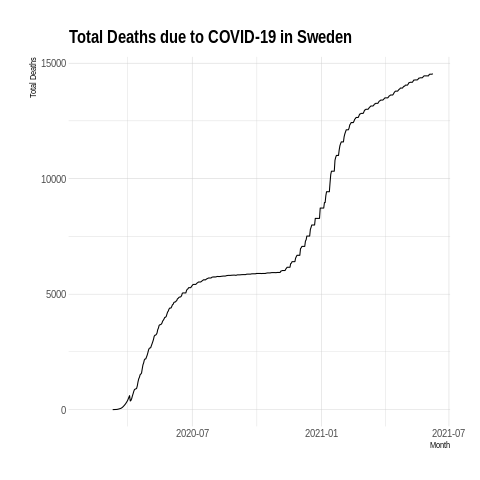 Total Deaths due to COVID-19 in Sweden
Total Deaths
15000
10000
5000
0
2020-07
2021-01
2021-07
Month